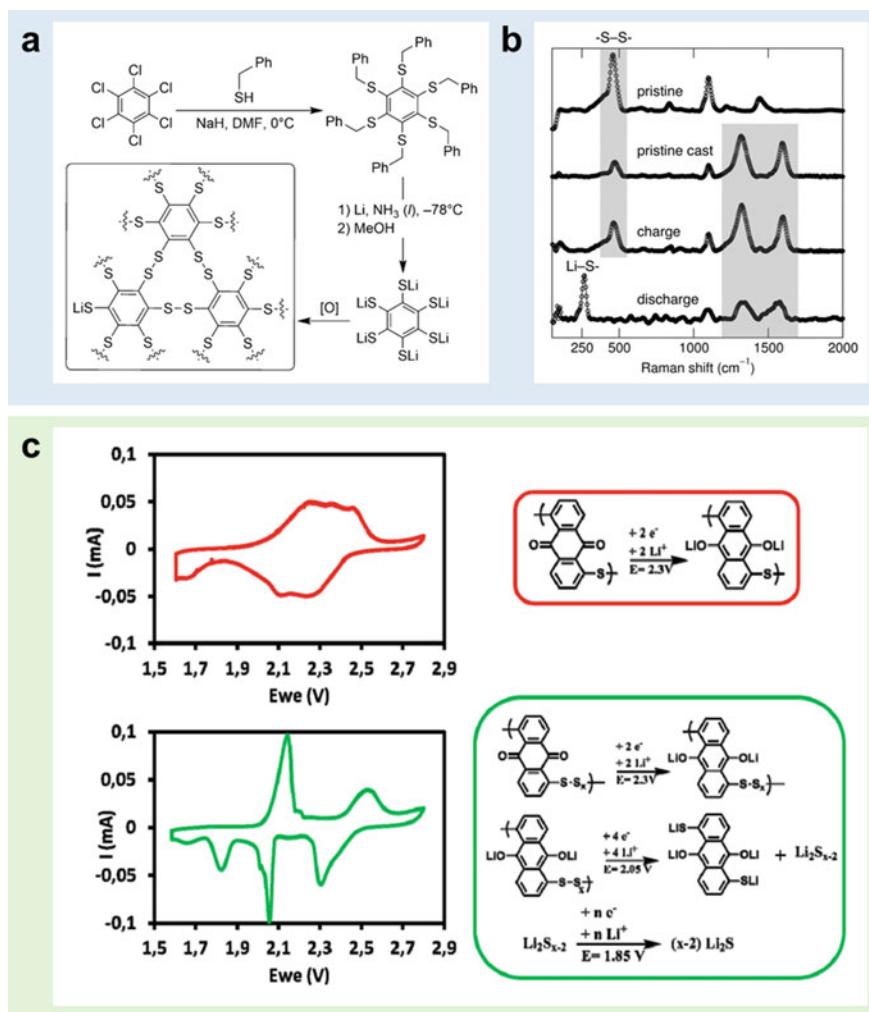 a
Cl
Cl
Cl
Cl
Cl
Cl
Ph
SH
NaH, DMF, 0°C
Ph
Ph
S
S
Ph
S
S
Ph
S
S
Ph
Ph
1) Li, NH3 (l), –78°C
2) MeOH
SLi
LiS
SLi
LiS
SLi
SLi
[O]
S
S
S
S
S
S
S
S
S
S
S
S
LiS
S
S
S
S
S
S
S
b
-S–S-
pristine
pristine cast
charge
Li–S-
discharge
250
500
1000
1500
2000
Raman shift (cm⁻¹)
c
I (mA)
0,1
0,05
0
-0,05
-0,1
1,5 1,7 1,9 2,1 2,3 2,5 2,7 2,9
Ewe (V)
O
O
S
+ 2 e-
+ 2 Li+
E= 2.3V
LiO
OLi
S
I (mA)
0,1
0,05
0
-0,05
-0,1
1,5 1,7 1,9 2,1 2,3 2,5 2,7 2,9
Ewe (V)
O
O
S-Sx
+ 2 e-
+ 2 Li+
E= 2.3V
LiO
OLi
S-Sx
LiO
OLi
S-Sx
+ 4 e-
+ 4 Li+
E= 2.05 V
LiS
LiO
OLi
SLi
+ Li2Sx-2
Li2Sx-2
+ n e-
+ n Li+
E= 1.85 V
(x-2) Li2S